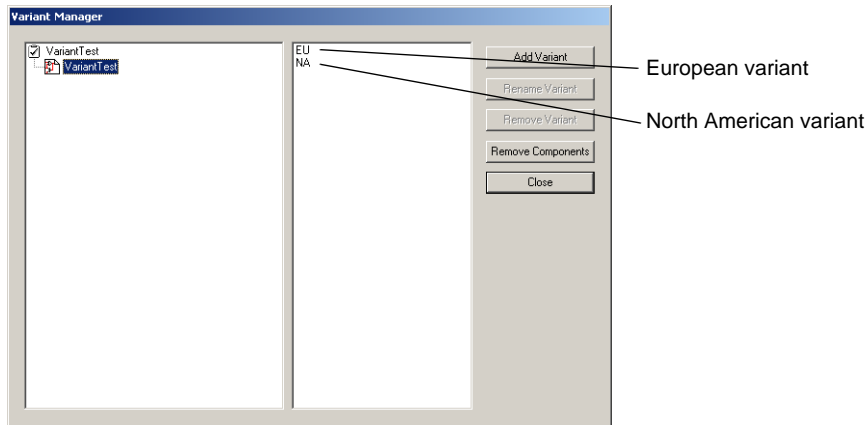 Variant Manager
VariantTest
VariantTest
EU
NA
Add Variant
Rename Variant
Remove Variant
Remove Components
Close
European variant
North American variant